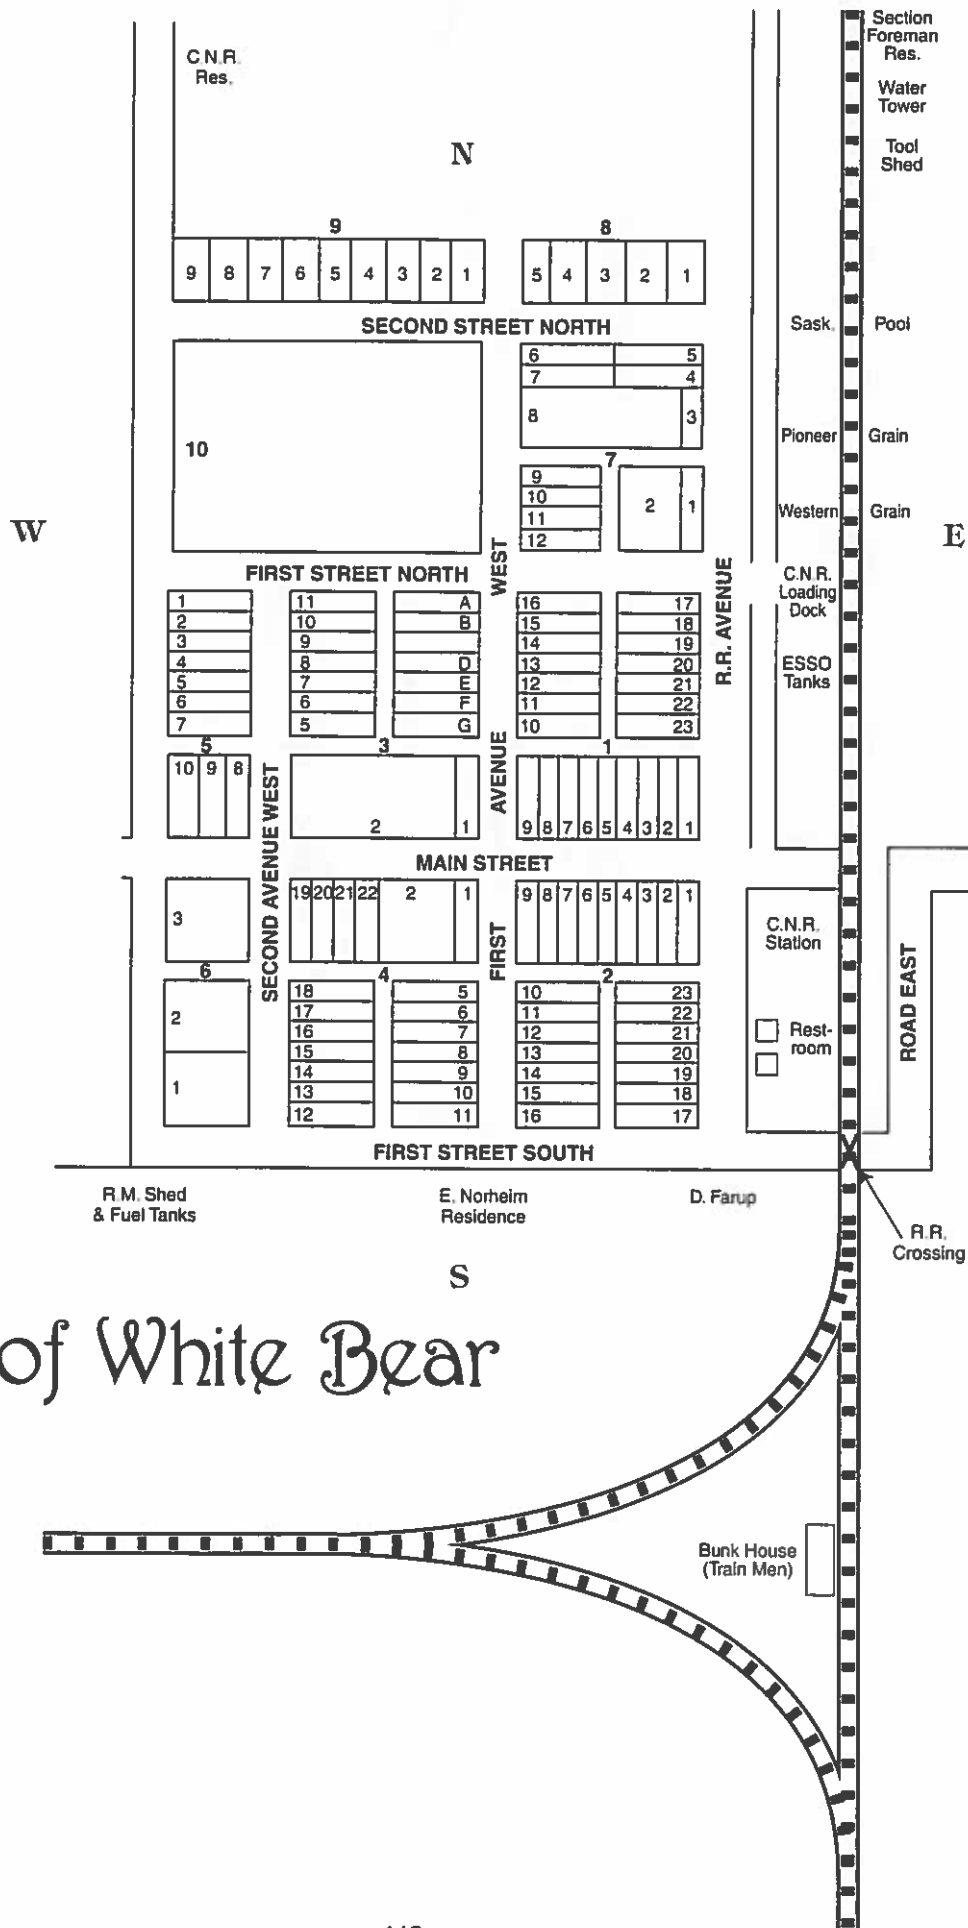 C.N.R.
Res.
Section
Foreman
Res.
Water
Tower
Tool
Shed
N
9
8
9 8 7 6 5 4 3 2 1
5 4 3 2 1
SECOND STREET NORTH
Sask. Pool
6 5
7 4
8 3
10
Pioneer Grain
7
9
10
11
12
2 1
Western Grain
W
E
FIRST STREET NORTH
WEST
R.R. AVENUE
C.N.R.
Loading
Dock
ESSO
Tanks
1
2
3
4
5
6
7
11
10
9
8
7
6
5
A
B
D
E
F
G
16
15
14
13
12
11
10
17
18
19
20
21
22
23
5
3
1
10 9 8
SECOND AVENUE WEST
2 1
AVENUE
9 8 7 6 5 4 3 2 1
MAIN STREET
3
19 20 21 22 2 1
FIRST
9 8 7 6 5 4 3 2 1
C.N.R.
Station
ROAD EAST
6
4
2
2
1
18
17
16
15
14
13
12
5
6
7
8
9
10
11
10
11
12
13
14
15
16
23
22
21
20
19
18
17
Rest-
room
FIRST STREET SOUTH
R.M. Shed
& Fuel Tanks
E. Norheim
Residence
D. Farup
R.R.
Crossing
S
of White Bear
Bunk House
(Train Men)